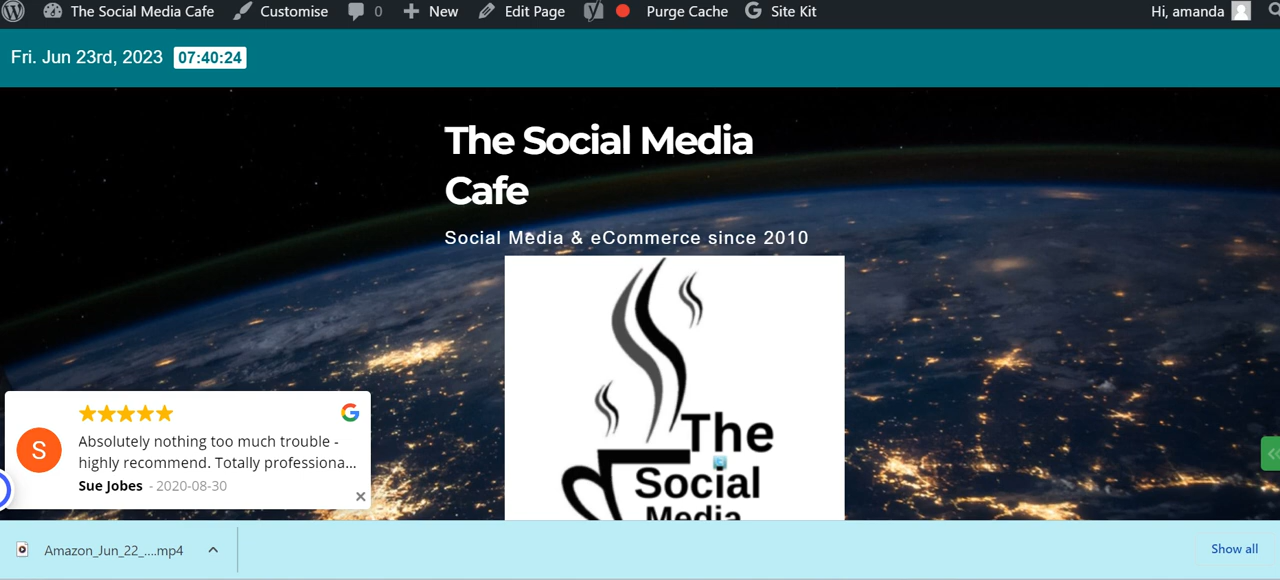 The Social Media Cafe Customise 0 New Edit Page Purge Cache Site Kit Hi, amanda
Fri. Jun 23rd, 2023 07:40:24
The Social Media
Cafe
Social Media & eCommerce since 2010
The
Social
Media
S
Absolutely nothing too much trouble -
highly recommend. Totally professiona...
Sue Jobes - 2020-08-30
Amazon_Jun_22_....mp4
Show all